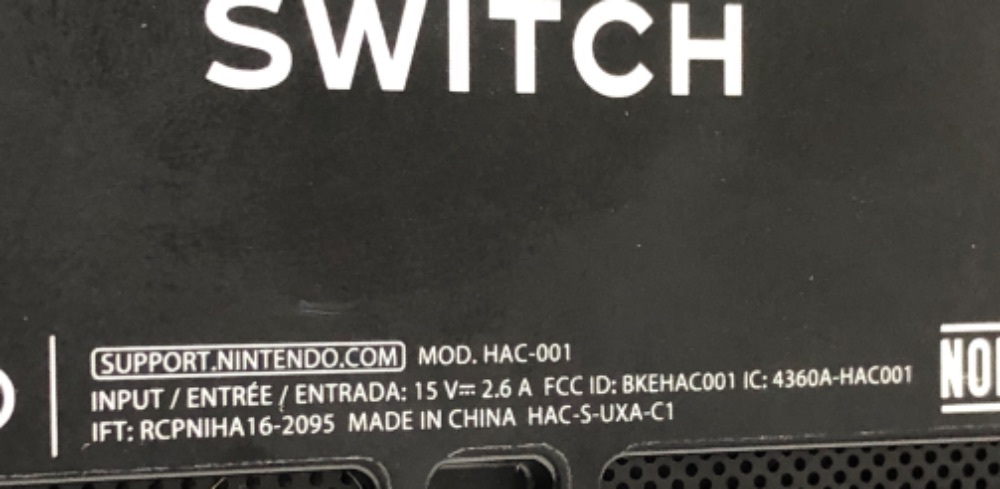 SWITCH
SUPPORT.NINTENDO.COM MOD. HAC-001
INPUT / ENTRÉE / ENTRADA: 15 V⎓ 2.6 A FCC ID: BKEHAC001 IC: 4360A-HAC001
IFT: RCPNIHA16-2095 MADE IN CHINA HAC-S-UXA-C1